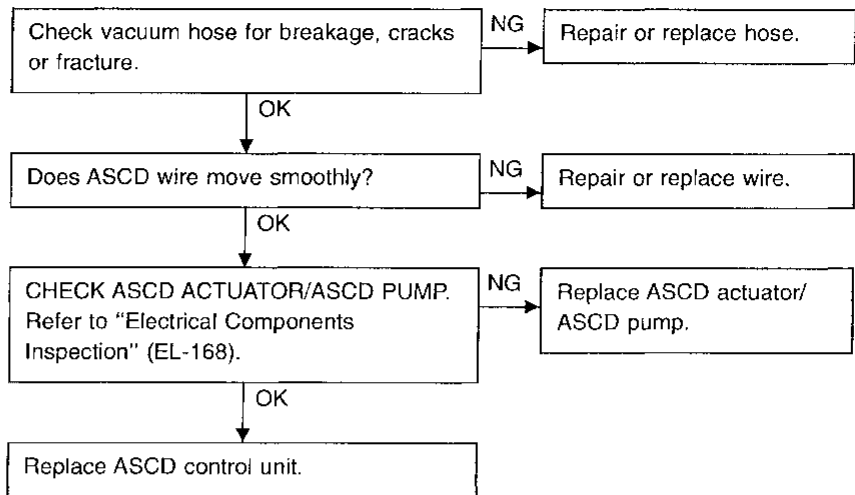 Check vacuum hose for breakage, cracks
or fracture.
NG
Repair or replace hose.
OK
Does ASCD wire move smoothly?
NG
Repair or replace wire.
OK
CHECK ASCD ACTUATOR/ASCD PUMP.
Refer to “Electrical Components
Inspection” (EL-168).
NG
Replace ASCD actuator/
ASCD pump.
OK
Replace ASCD control unit.